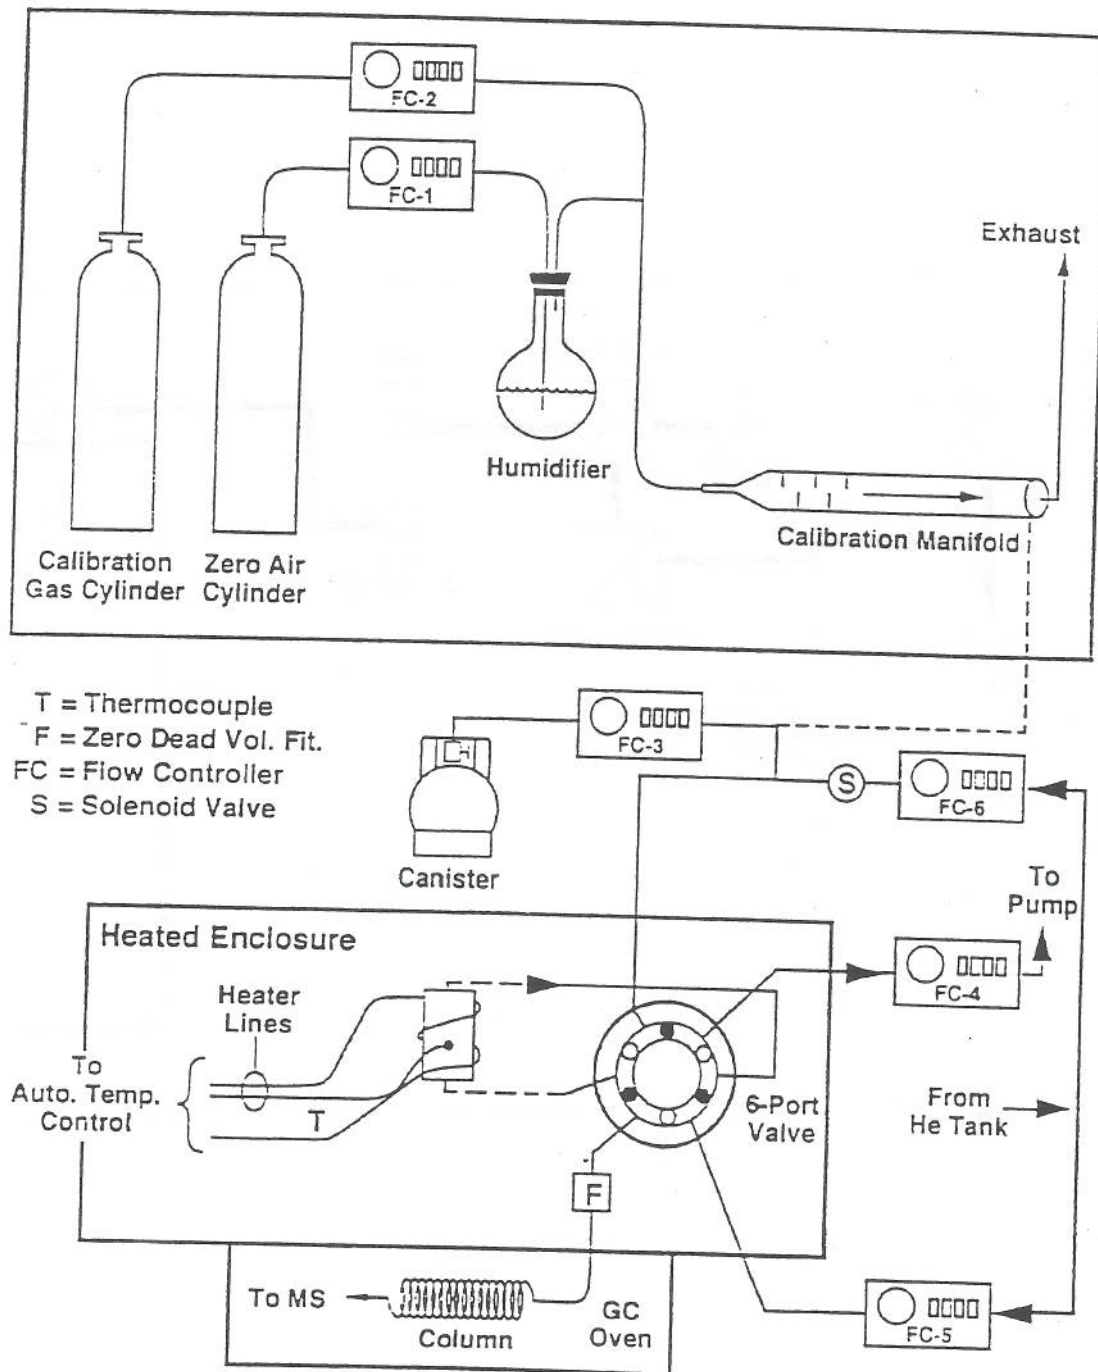 FC-2
FC-1
Exhaust
Humidifier
Calibration Manifold
Calibration
Gas Cylinder
Zero Air
Cylinder
T = Thermocouple
F = Zero Dead Vol. Fit.
FC = Flow Controller
S = Solenoid Valve
FC-3
S
FC-6
Canister
To
Pump
Heated Enclosure
FC-4
Heater
Lines
To
Auto. Temp.
Control
T
6-Port
Valve
From
He Tank
F
To MS
Column
GC
Oven
FC-5